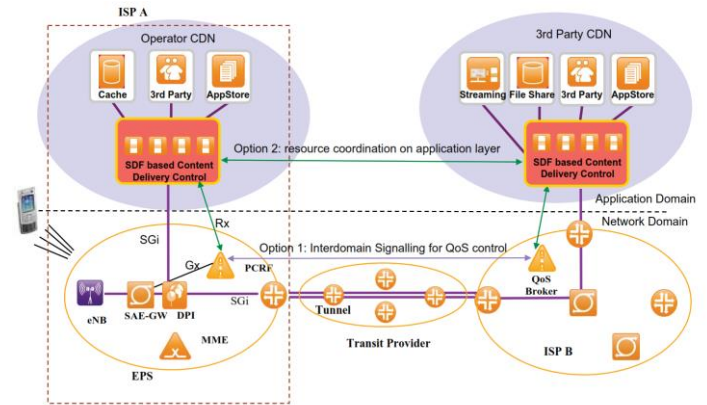 ISP A
Operator CDN
3rd Party CDN
Cache
3rd Party
AppStore
Streaming
File Share
3rd Party
AppStore
Option 2: resource coordination on application layer
SDF based Content
Delivery Control
SDF based Content
Delivery Control
Application Domain
Network Domain
Rx
SGi
Option 1: Interdomain Signalling for QoS control
Gx
PCRF
QoS
Broker
SGi
eNB
SAE-GW
DPI
Tunnel
MME
Transit Provider
ISP B
EPS